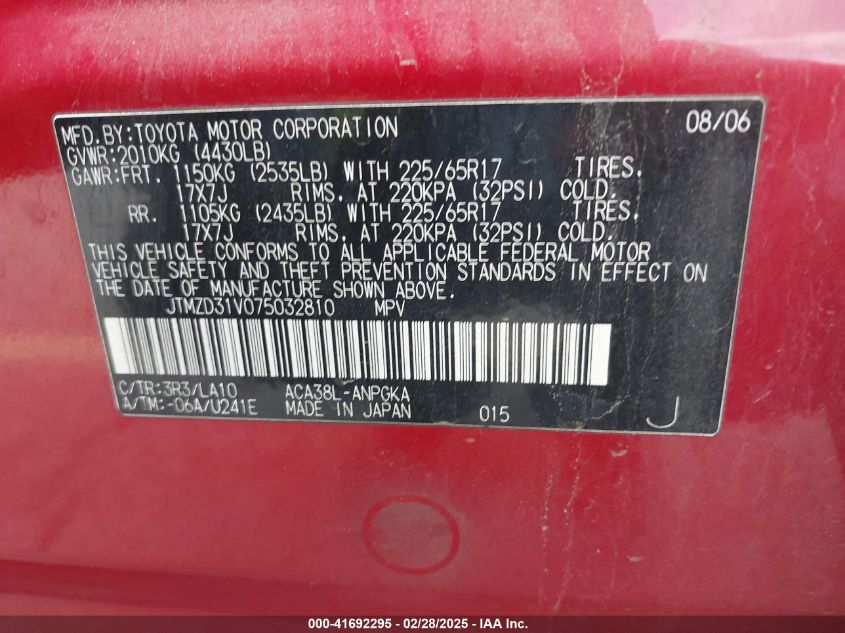 MFD.BY:TOYOTA MOTOR CORPORATION 08/06
GVWR:2010KG (4430LB)
GAWR:FRT. 1150KG (2535LB) WITH 225/65R17 TIRES,
17X7J RIMS, AT 220KPA (32PSI) COLD.
RR. 1105KG (2435LB) WITH 225/65R17 TIRES,
17X7J RIMS, AT 220KPA (32PSI) COLD.
THIS VEHICLE CONFORMS TO ALL APPLICABLE FEDERAL MOTOR
VEHICLE SAFETY AND THEFT PREVENTION STANDARDS IN EFFECT ON
THE DATE OF MANUFACTURE SHOWN ABOVE.
JTMZD31V075032810 MPV
C/TR:3R3/LA10 ACA38L-ANPGKA
A/TM:-06A/U241E MADE IN JAPAN 015 J
000-41692295 - 02/28/2025 - IAA Inc.